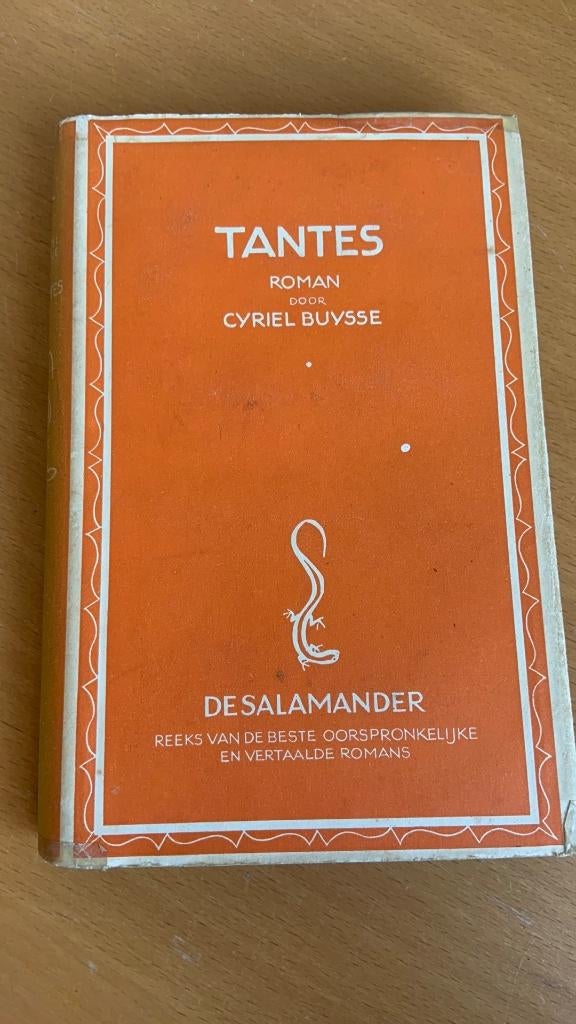 TANTES
ROMAN
DOOR
CYRIEL BUYSSE
DE SALAMANDER
REEKS VAN DE BESTE OORSPRONKELIJKE
EN VERTAALDE ROMANS